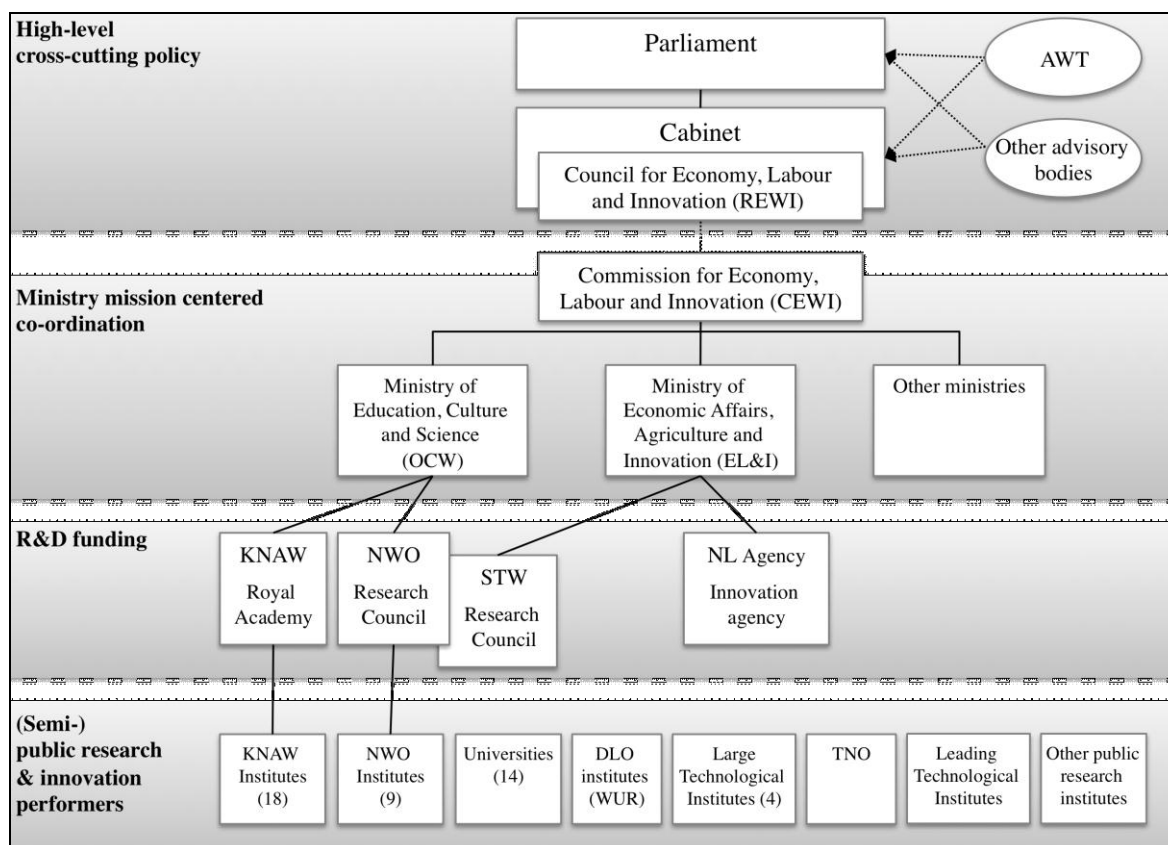 High-level
cross-cutting policy
Parliament
AWT
Cabinet
Other advisory
bodies
Council for Economy, Labour
and Innovation (REWI)
Ministry mission centered
co-ordination
Commission for Economy,
Labour and Innovation (CEWI)
Ministry of
Education, Culture
and Science
(OCW)
Ministry of
Economic Affairs,
Agriculture and
Innovation (EL&I)
Other ministries
R&D funding
KNAW
Royal
Academy
NWO
Research
Council
STW
Research
Council
NL Agency
Innovation
agency
(Semi-)
public research
& innovation
performers
KNAW
Institutes
(18)
NWO
Institutes
(9)
Universities
(14)
DLO
institutes
(WUR)
Large
Technological
Institutes (4)
TNO
Leading
Technological
Institutes
Other public
research
institutes